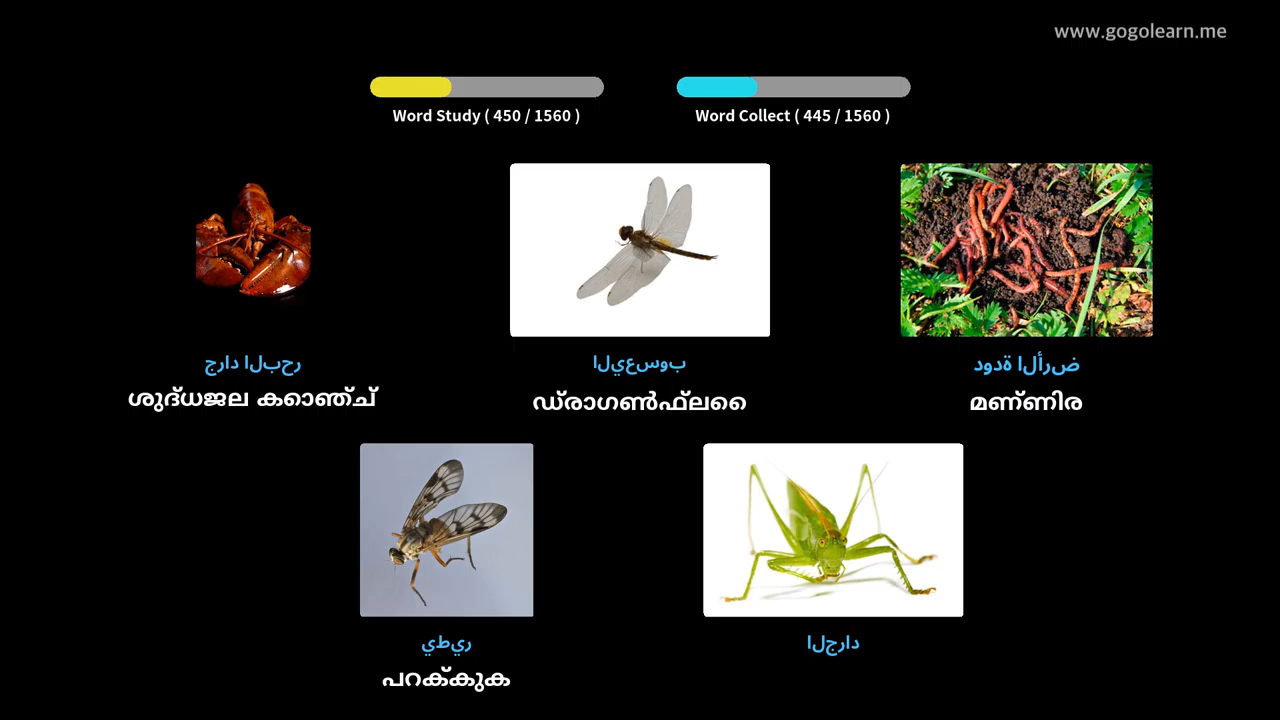 www.gogolearn.me
Word Study ( 450 / 1560 )
Word Collect ( 445 / 1560 )
جراد البحر
ശുദ്ധജല കൊഞ്ച്
اليعسوب
ഡ്രാഗൺഫ്ലൈ
دودة الأرض
മണ്ണിര
يطير
പറക്കുക
الجراد